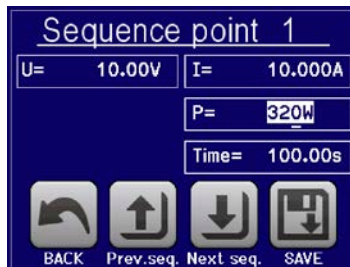 Sequence point 1
U= 10.00V I= 10.000A
P= 320W
Time= 100.00s
BACK Prev.seq. Next seq. SAVE